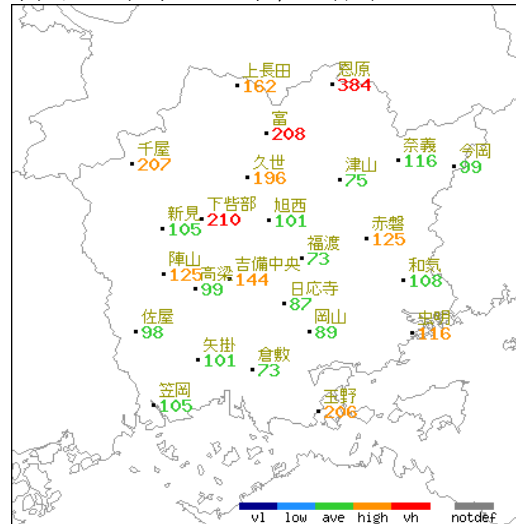 上長田
162
恩原
384
富
208
千屋
207
久世
196
津山
75
奈義
116
今岡
99
下呰部
210
新見
105
旭西
101
赤磐
125
福渡
73
陣山
125
高梁
99
吉備中央
144
和気
108
日応寺
87
佐屋
98
岡山
89
虫明
116
矢掛
101
倉敷
73
笠岡
105
玉野
206
vl low ave high vh notdef